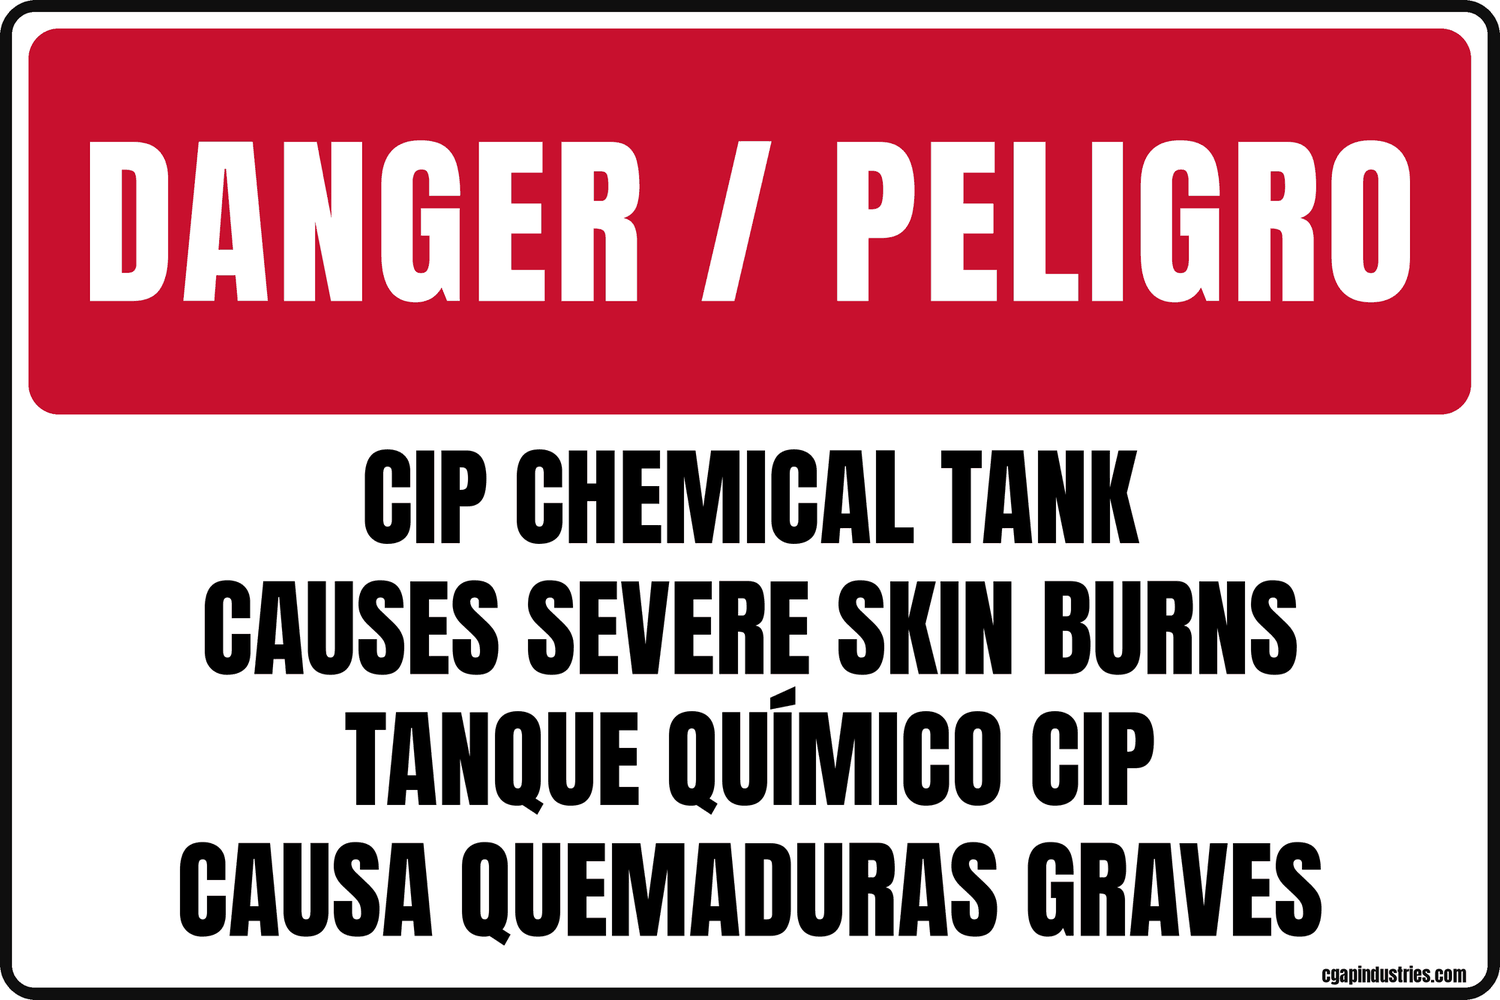 DANGER / PELIGRO
CIP CHEMICAL TANK
CAUSES SEVERE SKIN BURNS
TANQUE QUÍMICO CIP
CAUSA QUEMADURAS GRAVES
cgapindustries.com